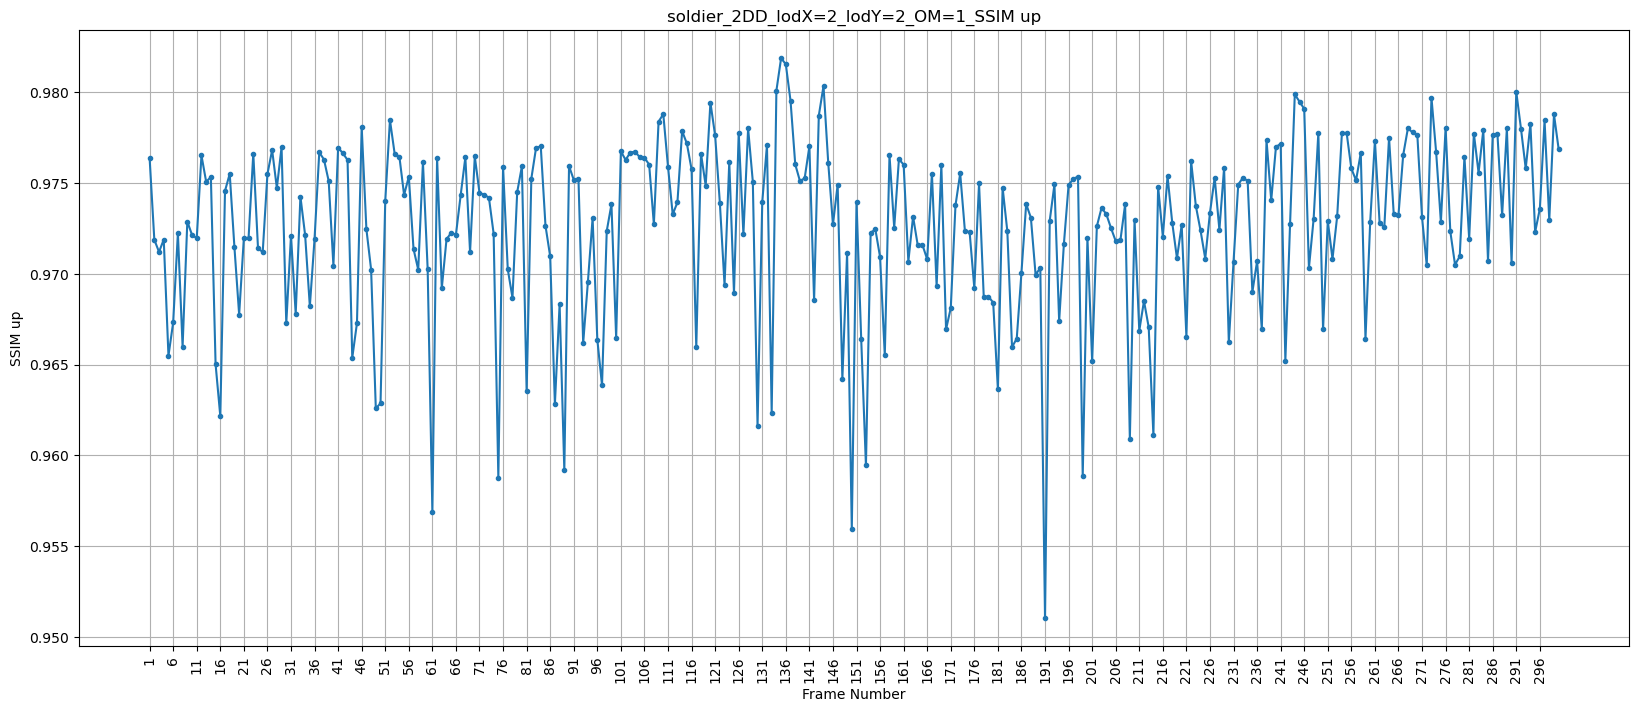 soldier_2DD_lodX=2_lodY=2_OM=1_SSIM up
SSIM up
0.980
0.975
0.970
0.965
0.960
0.955
0.950
1 6 11 16 21 26 31 36 41 46 51 56 61 66 71 76 81 86 91 96 101 106 111 116 121 126 131 136 141 146 151 156 161 166 171 176 181 186 191 196 201 206 211 216 221 226 231 236 241 246 251 256 261 266 271 276 281 286 291 296
Frame Number